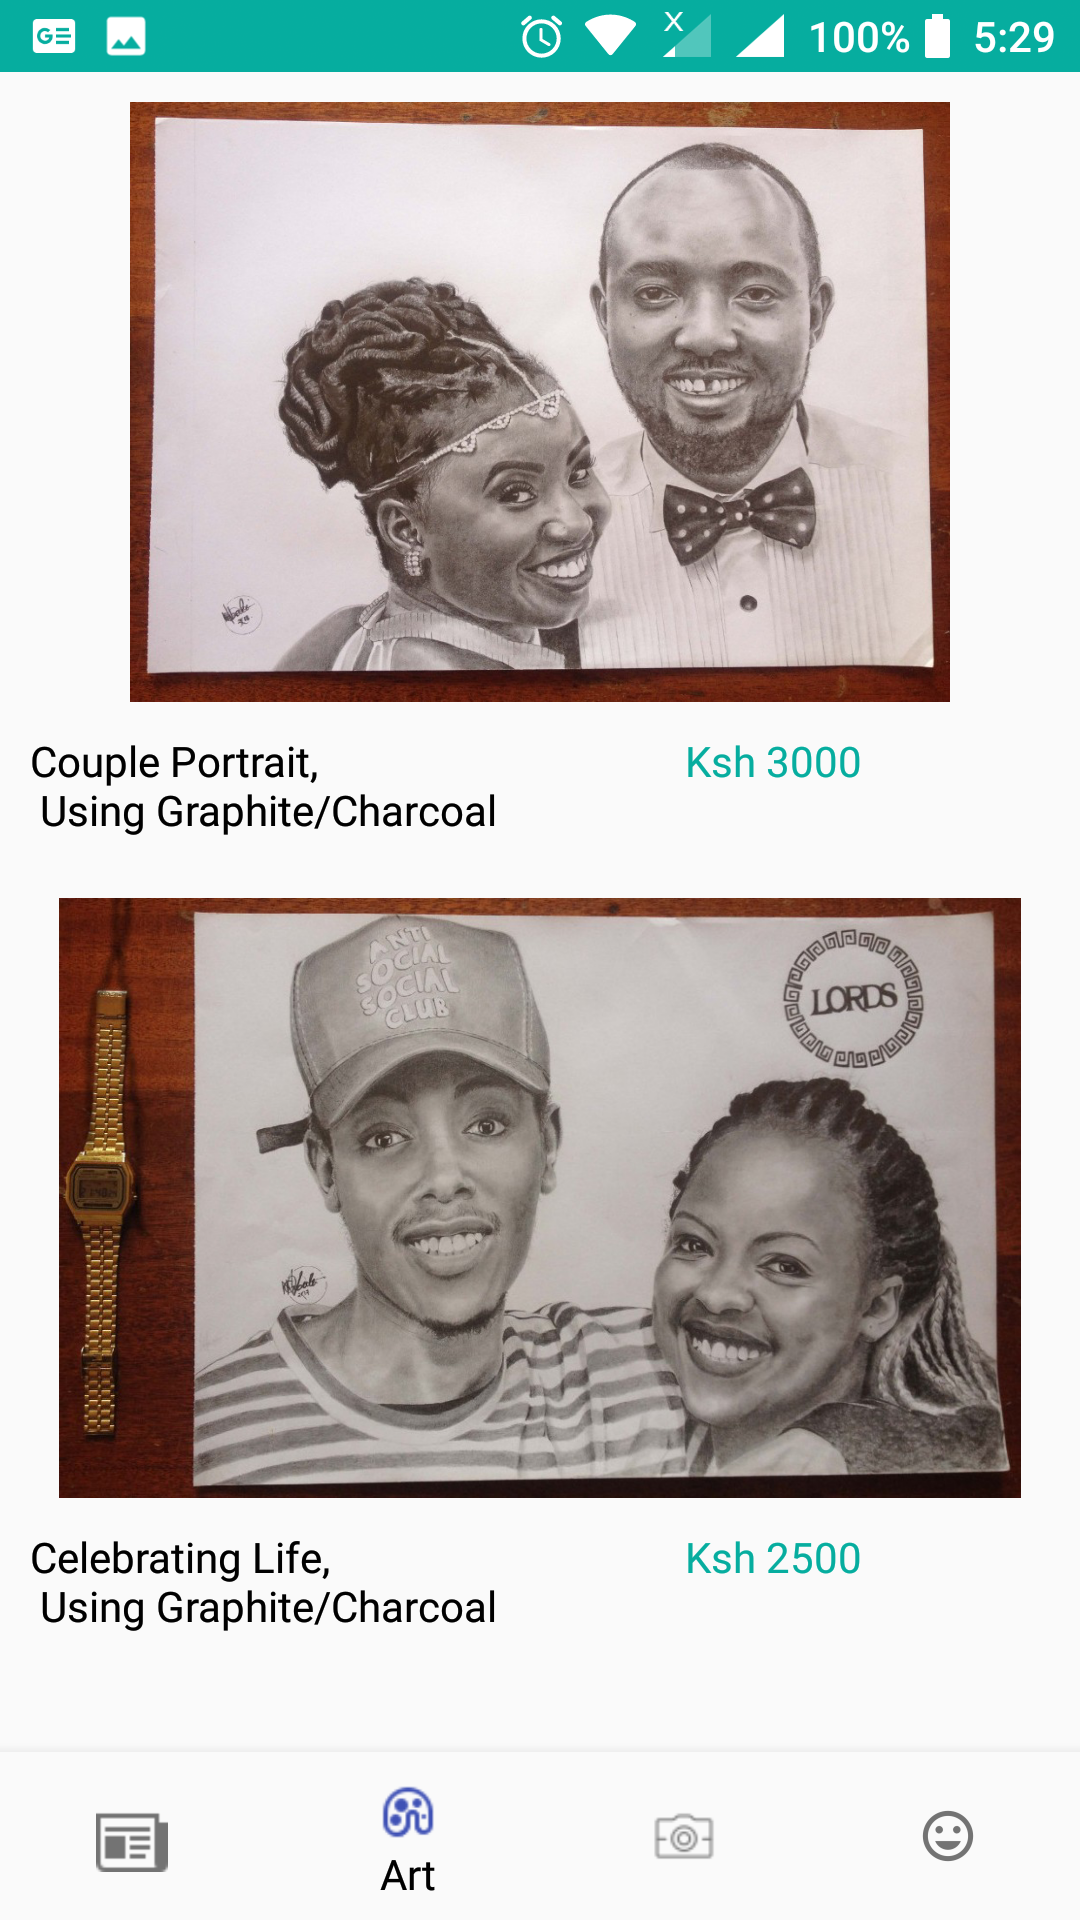 GE
X 100% 5:29
Couple Portrait,
Ksh 3000
Using Graphite/Charcoal
ANTI
SOCIAL
SOCIAL
CLUB
LORDS
Celebrating Life,
Ksh 2500
Using Graphite/Charcoal
Art